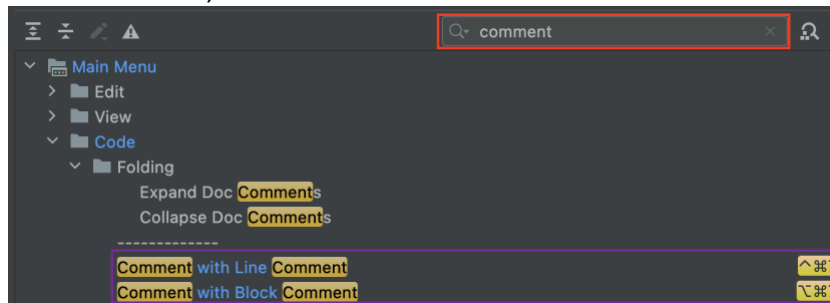 comment
Main Menu
Edit
View
Code
Folding
Expand Doc Comments
Collapse Doc Comments
-------------
Comment with Line Comment ^⌘
Comment with Block Comment ⌥⌘